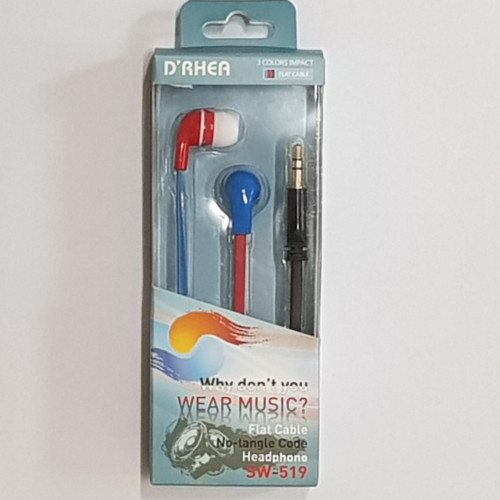 D'RHEA
3 COLORS IMPACT
FLAT CABLE
Why don't you
WEAR MUSIC?
Flat Cable
No-tangle Code
Headphone
SW-519